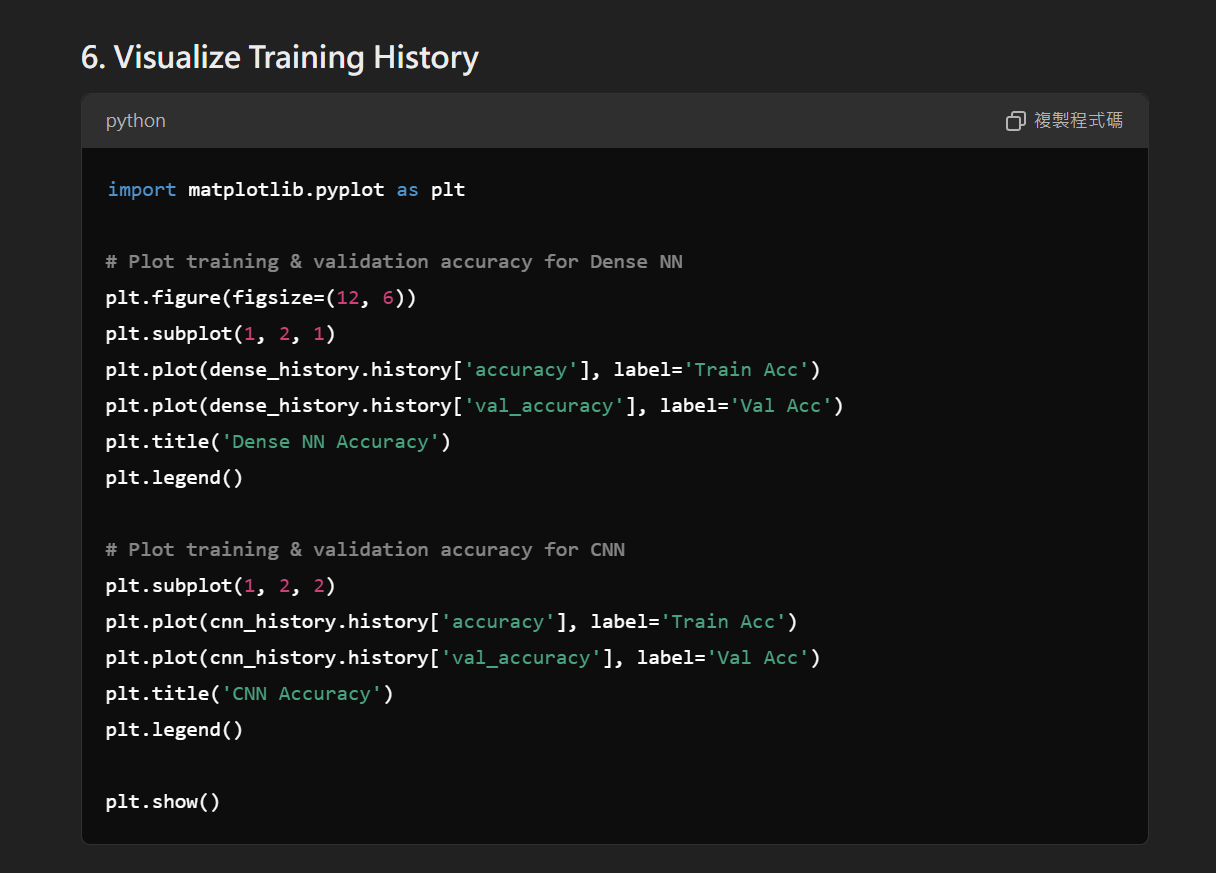 6. Visualize Training History
python
複製程式碼
import matplotlib.pyplot as plt
# Plot training & validation accuracy for Dense NN
plt.figure(figsize=(12, 6))
plt.subplot(1, 2, 1)
plt.plot(dense_history.history['accuracy'], label='Train Acc')
plt.plot(dense_history.history['val_accuracy'], label='Val Acc')
plt.title('Dense NN Accuracy')
plt.legend()
# Plot training & validation accuracy for CNN
plt.subplot(1, 2, 2)
plt.plot(cnn_history.history['accuracy'], label='Train Acc')
plt.plot(cnn_history.history['val_accuracy'], label='Val Acc')
plt.title('CNN Accuracy')
plt.legend()
plt.show()